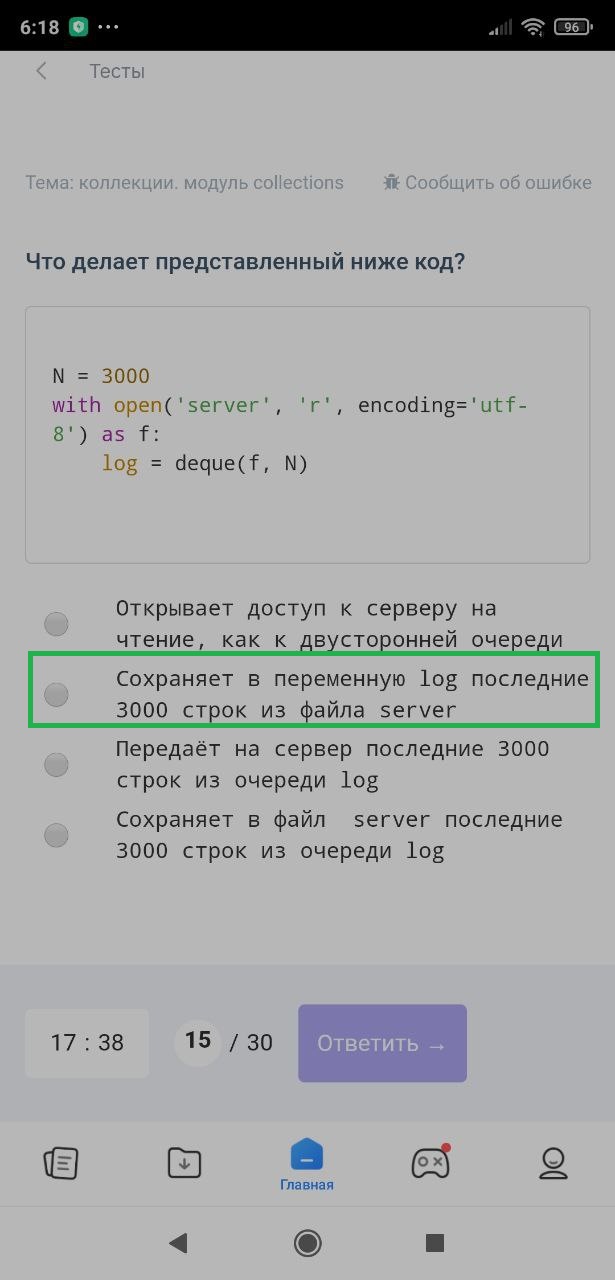 6:18
96
Тесты
Тема: коллекции. модуль collections
Сообщить об ошибке
Что делает представленный ниже код?
N = 3000
with open('server', 'r', encoding='utf-
8') as f:
    log = deque(f, N)
Открывает доступ к серверу на
чтение, как к двусторонней очереди
Сохраняет в переменную log последние
3000 строк из файла server
Передаёт на сервер последние 3000
строк из очереди log
Сохраняет в файл  server последние
3000 строк из очереди log
17 : 38
15 / 30
Ответить →
Главная